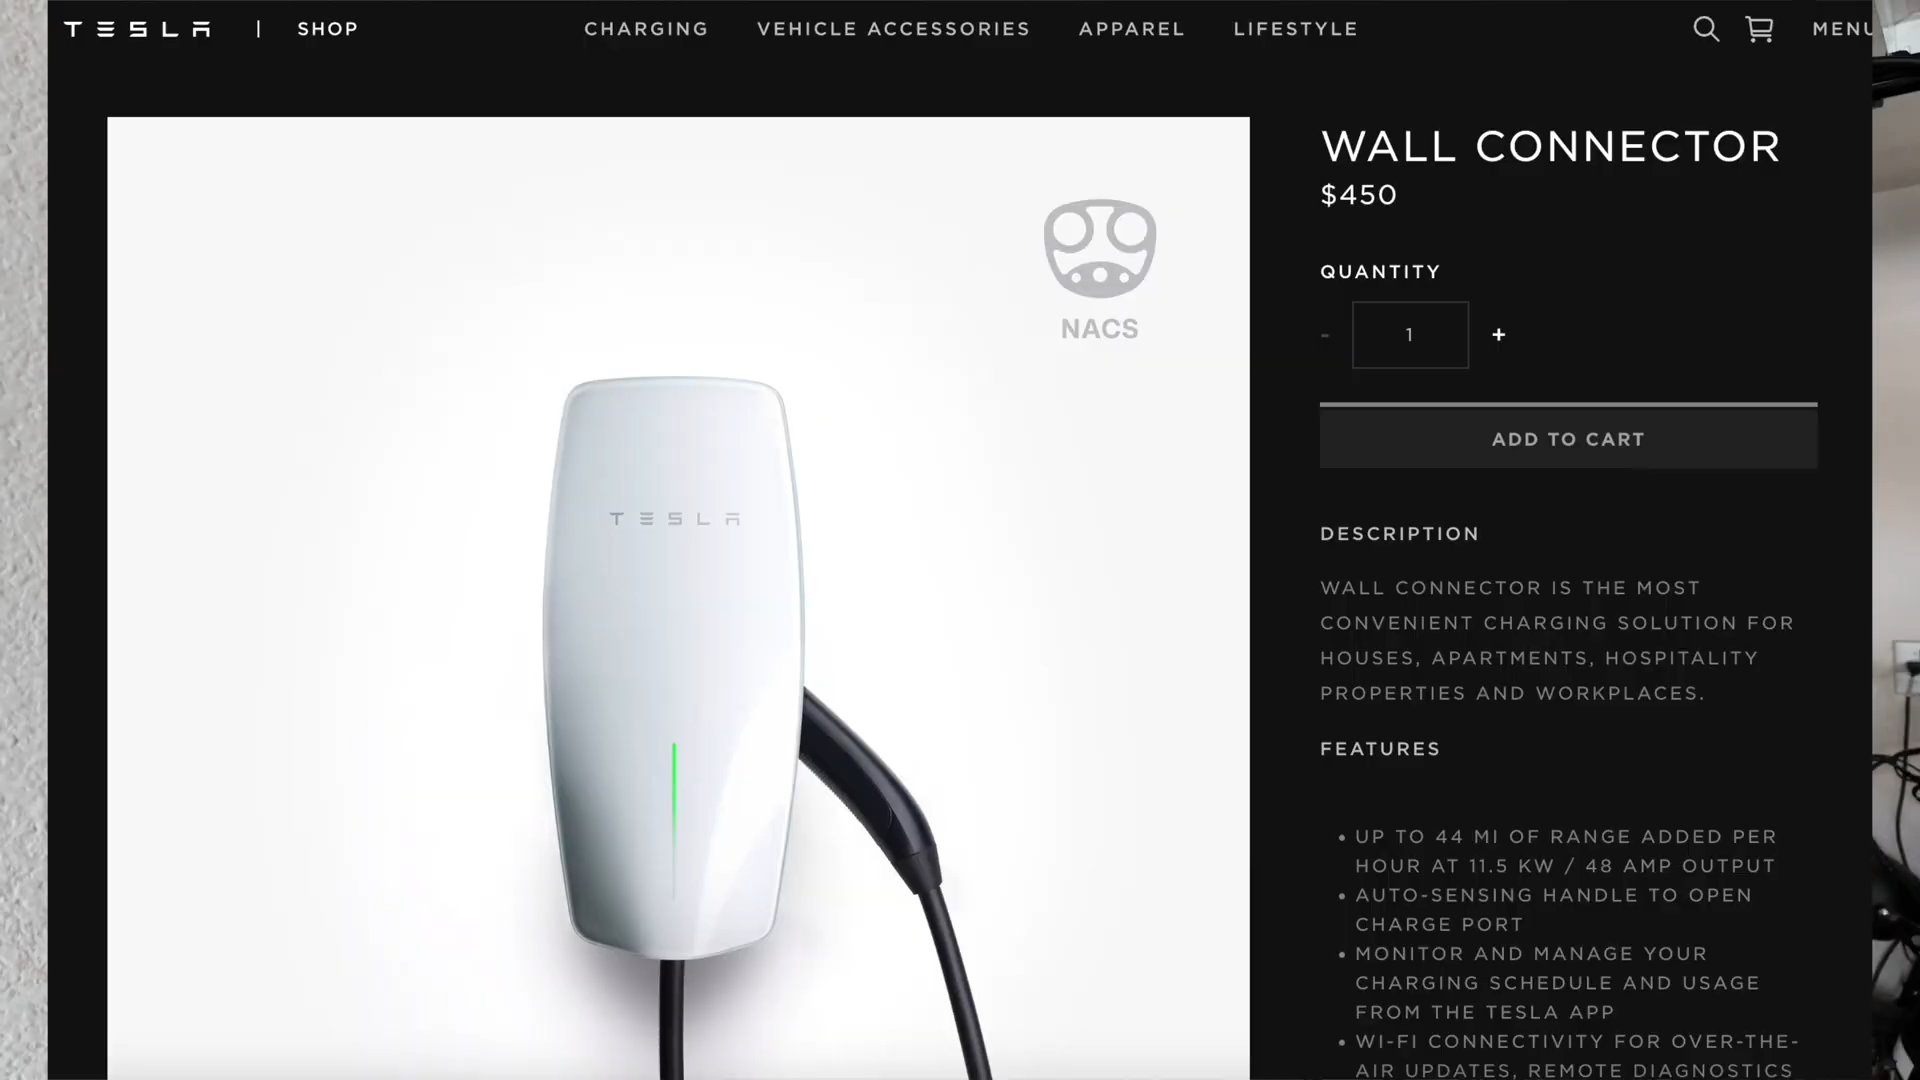 TESLA | SHOP CHARGING VEHICLE ACCESSORIES APPAREL LIFESTYLE MENU
WALL CONNECTOR
$450
NACS
QUANTITY
- 1 +
ADD TO CART
TESLA
DESCRIPTION
WALL CONNECTOR IS THE MOST
CONVENIENT CHARGING SOLUTION FOR
HOUSES, APARTMENTS, HOSPITALITY
PROPERTIES AND WORKPLACES.
FEATURES
• UP TO 44 MI OF RANGE ADDED PER
HOUR AT 11.5 KW / 48 AMP OUTPUT
• AUTO-SENSING HANDLE TO OPEN
CHARGE PORT
• MONITOR AND MANAGE YOUR
CHARGING SCHEDULE AND USAGE
FROM THE TESLA APP
• WI-FI CONNECTIVITY FOR OVER-THE-
AIR UPDATES, REMOTE DIAGNOSTICS